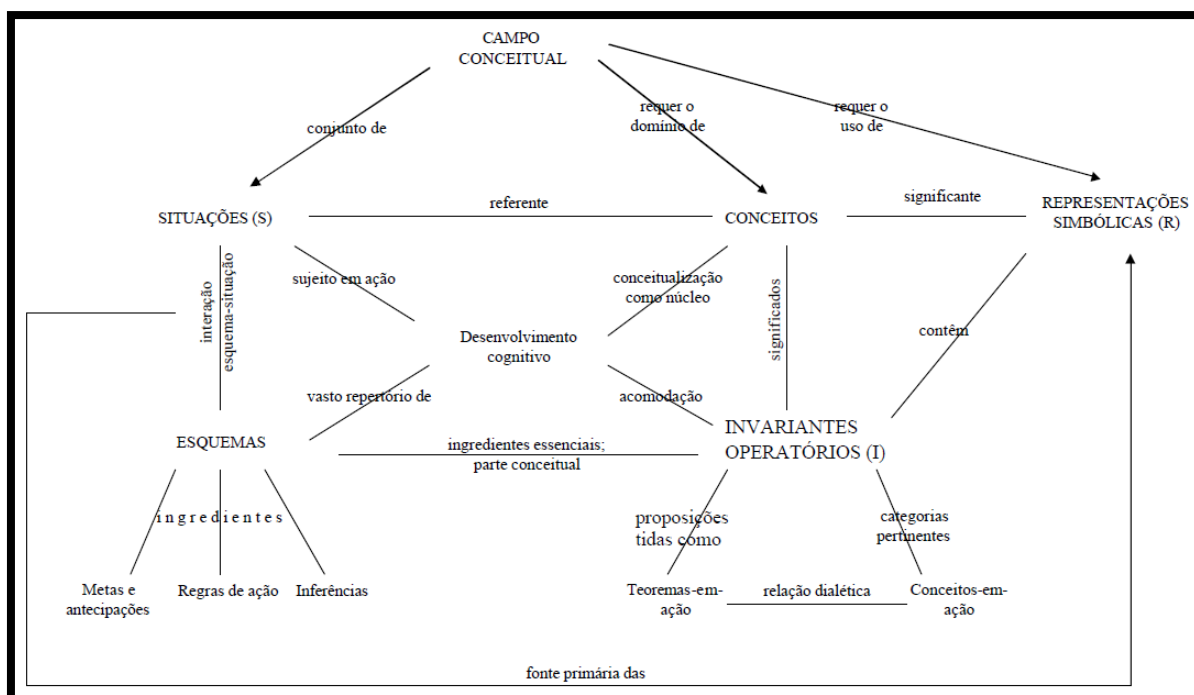 CAMPO
CONCEITUAL
conjunto de
requer o
domínio de
requer o
uso de
SITUAÇÕES (S)
referente
CONCEITOS
significante
REPRESENTAÇÕES
SIMBÓLICAS (R)
interação
esquema-situação
sujeito em ação
conceitualização
como núcleo
significados
contêm
Desenvolvimento
cognitivo
vasto repertório de
acomodação
ESQUEMAS
ingredientes essenciais;
parte conceitual
INVARIANTES
OPERATÓRIOS (I)
i n g r e d i e n t e s
proposições
tidas como
categorias
pertinentes
Metas e
antecipações
Regras de ação
Inferências
Teoremas-em-
ação
relação dialética
Conceitos-em-
ação
fonte primária das